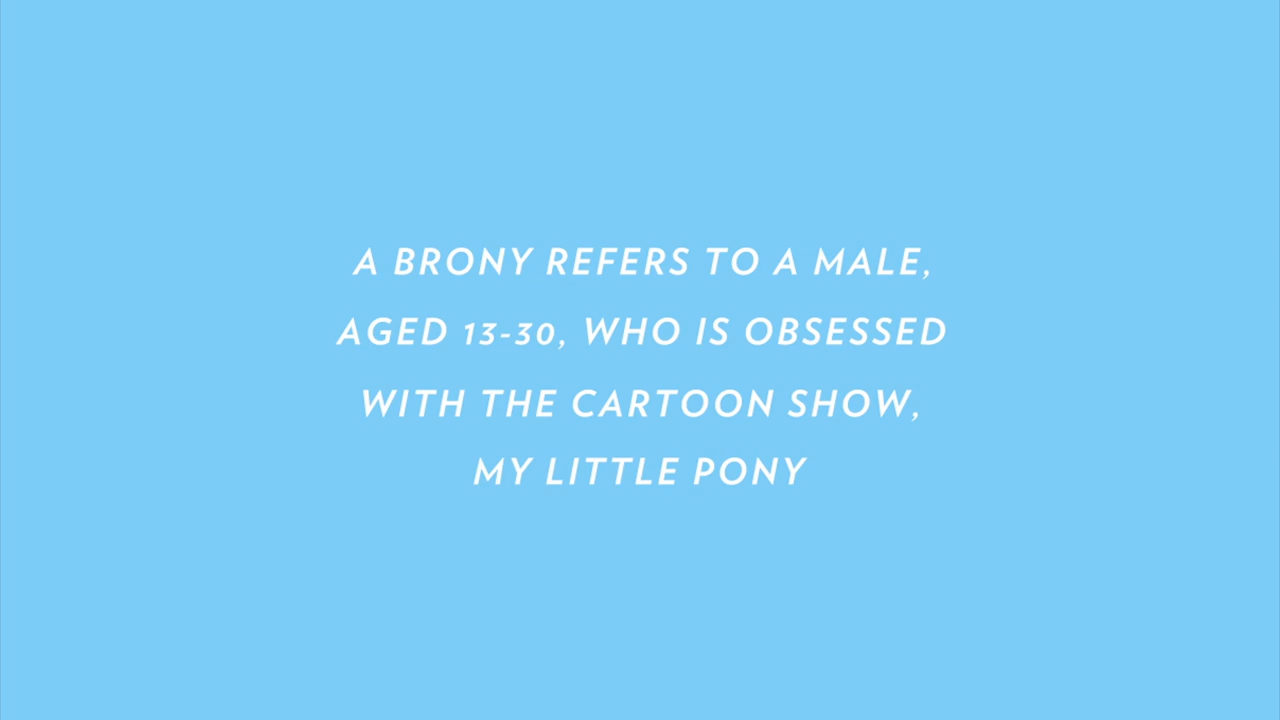 A BRONY REFERS TO A MALE,
AGED 13-30, WHO IS OBSESSED
WITH THE CARTOON SHOW,
MY LITTLE PONY